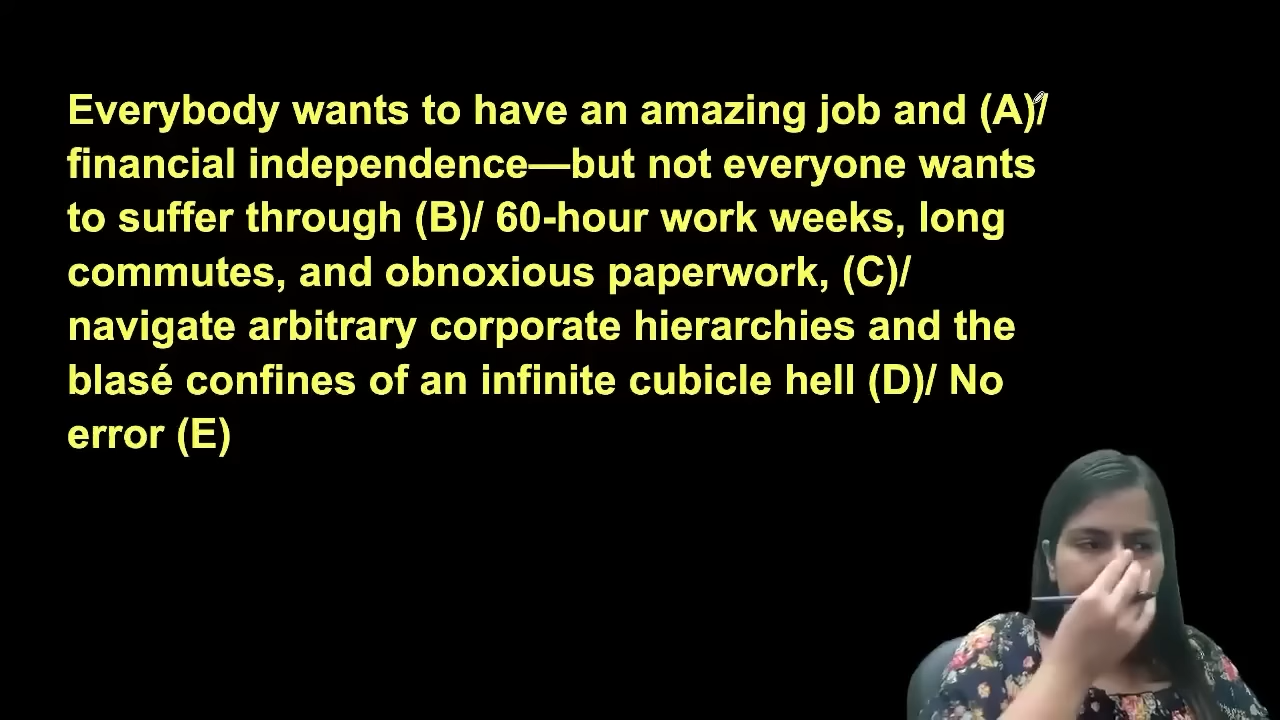 Everybody wants to have an amazing job and (A)/
financial independence—but not everyone wants
to suffer through (B)/ 60-hour work weeks, long
commutes, and obnoxious paperwork, (C)/
navigate arbitrary corporate hierarchies and the
blasé confines of an infinite cubicle hell (D)/ No
error (E)